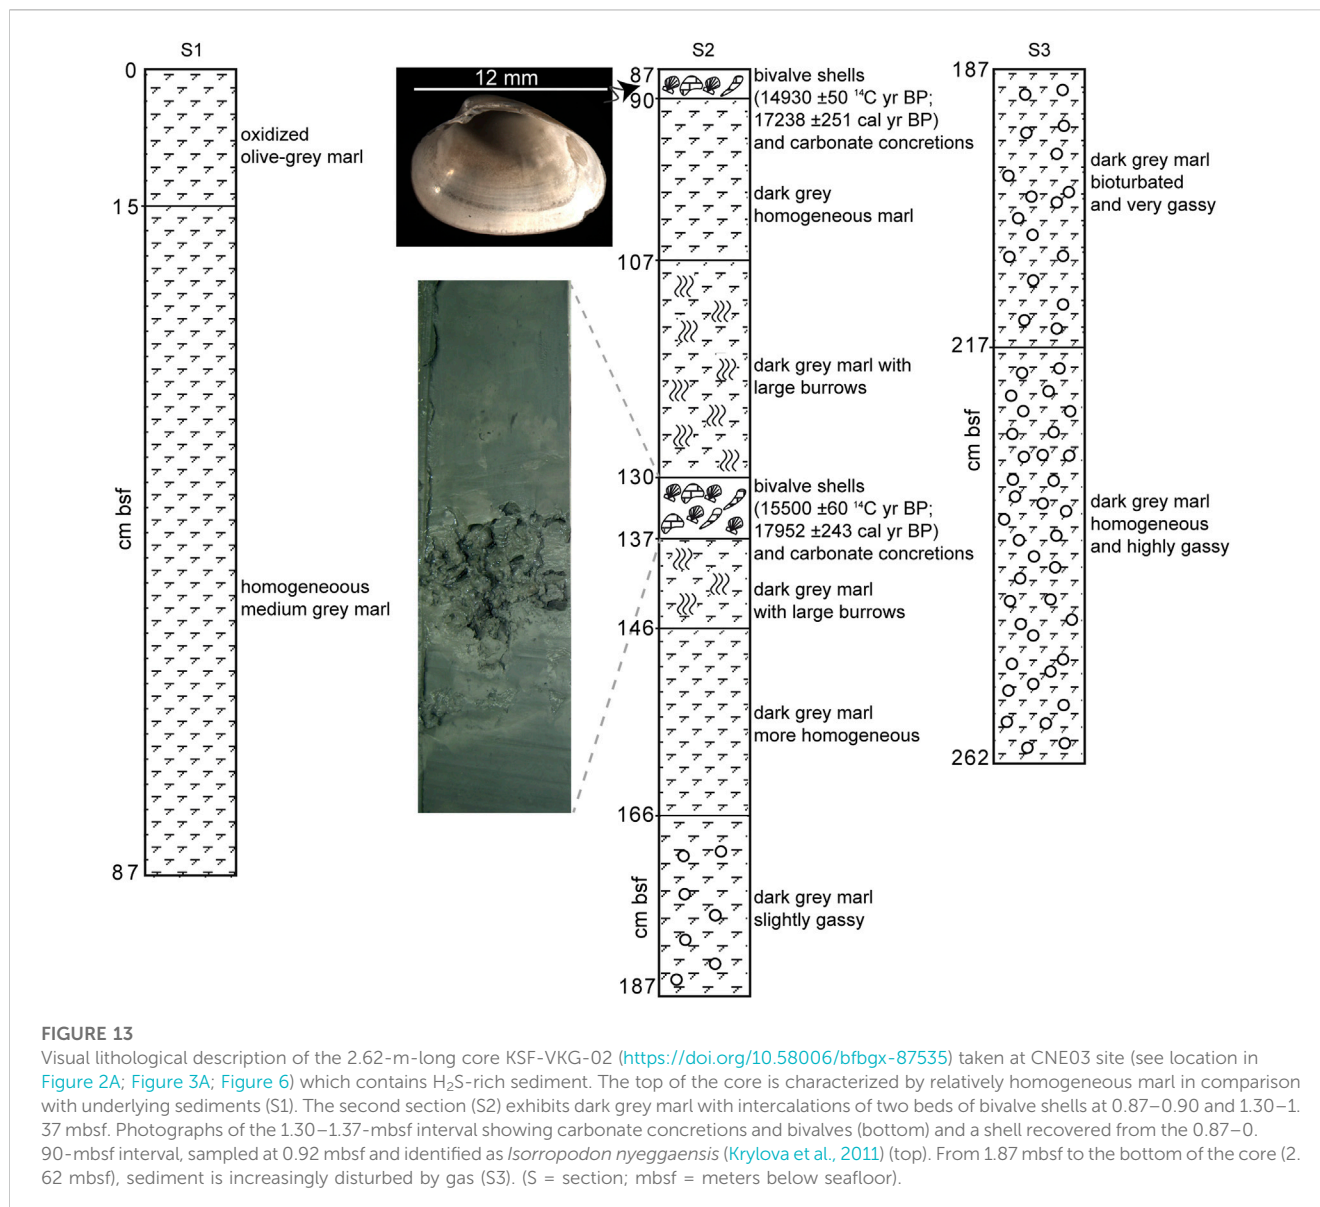 S1
0
oxidized
olive-grey marl
15
cm bsf
homogeneoous
medium grey marl
87
12 mm
S2
87
bivalve shells
(14930 ±50 ¹⁴C yr BP;
17238 ±251 cal yr BP)
and carbonate concretions
90
dark grey
homogeneous marl
107
dark grey marl with
large burrows
130
bivalve shells
(15500 ±60 ¹⁴C yr BP;
17952 ±243 cal yr BP)
and carbonate concretions
137
dark grey marl
with large burrows
146
dark grey marl
more homogeneous
166
cm bsf
dark grey marl
slightly gassy
187
S3
187
dark grey marl
bioturbated
and very gassy
217
cm bsf
dark grey marl
homogeneous
and highly gassy
262
FIGURE 13
Visual lithological description of the 2.62-m-long core KSF-VKG-02 (https://doi.org/10.58006/bfbgx-87535) taken at CNE03 site (see location in
Figure 2A; Figure 3A; Figure 6) which contains H₂S-rich sediment. The top of the core is characterized by relatively homogeneous marl in comparison
with underlying sediments (S1). The second section (S2) exhibits dark grey marl with intercalations of two beds of bivalve shells at 0.87–0.90 and 1.30–1.
37 mbsf. Photographs of the 1.30–1.37-mbsf interval showing carbonate concretions and bivalves (bottom) and a shell recovered from the 0.87–0.
90-mbsf interval, sampled at 0.92 mbsf and identified as Isorropodon nyeggaensis (Krylova et al., 2011) (top). From 1.87 mbsf to the bottom of the core (2.
62 mbsf), sediment is increasingly disturbed by gas (S3). (S = section; mbsf = meters below seafloor).